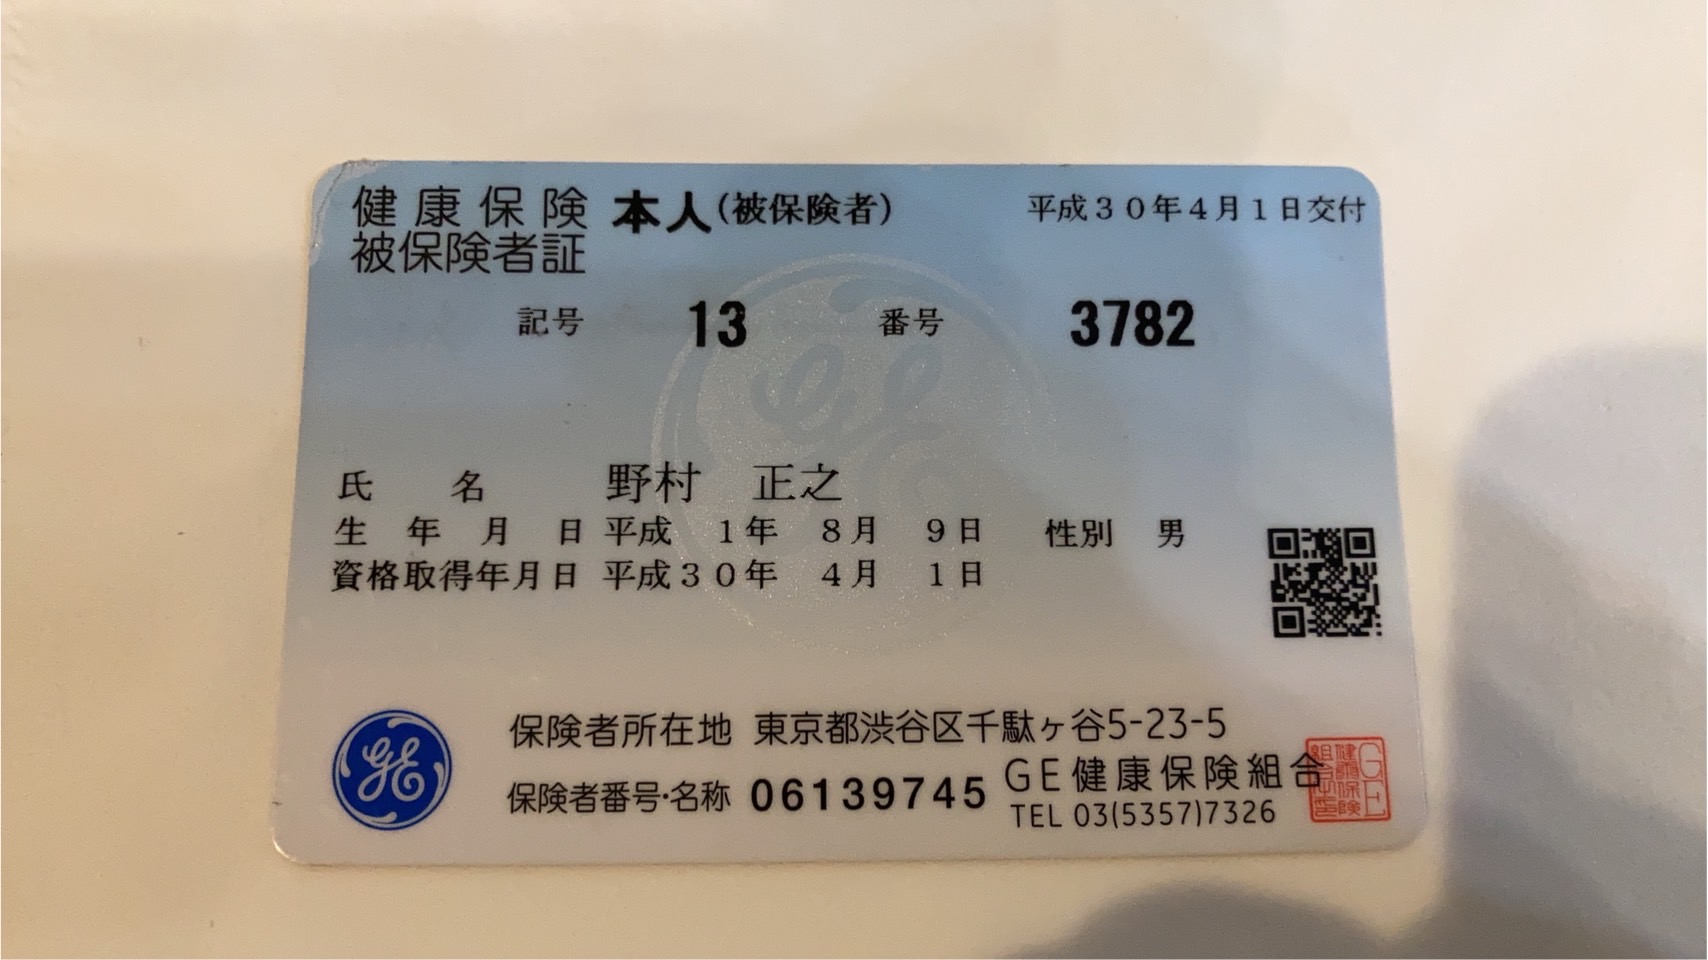 健康保険 本人(被保険者) 平成30年4月1日交付
被保険者証
記号 13 番号 3782
氏名 野村 正之
生年月日 平成 1年 8月 9日 性別 男
資格取得年月日 平成30年 4月 1日
保険者所在地 東京都渋谷区千駄ヶ谷5-23-5
保険者番号・名称 06139745 GE健康保険組合
TEL 03(5357)7326
GE